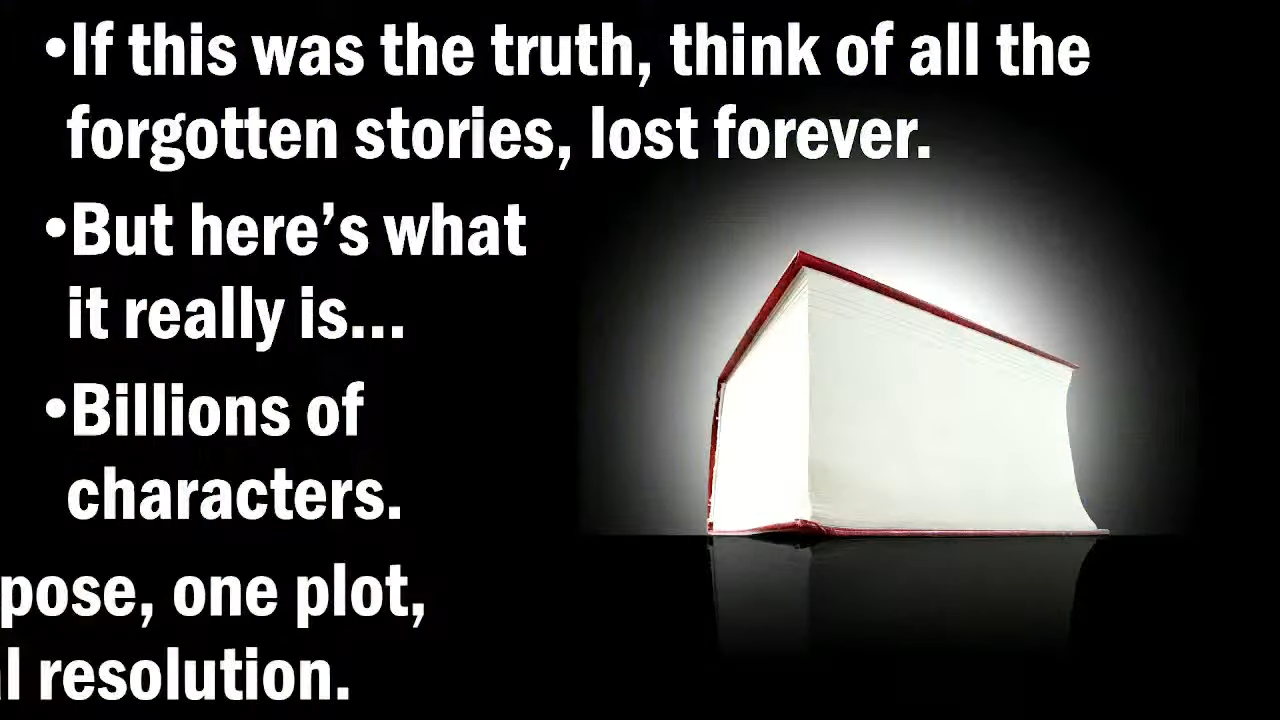 •If this was the truth, think of all the
forgotten stories, lost forever.
•But here's what
it really is...
•Billions of
characters.
pose, one plot,
l resolution.